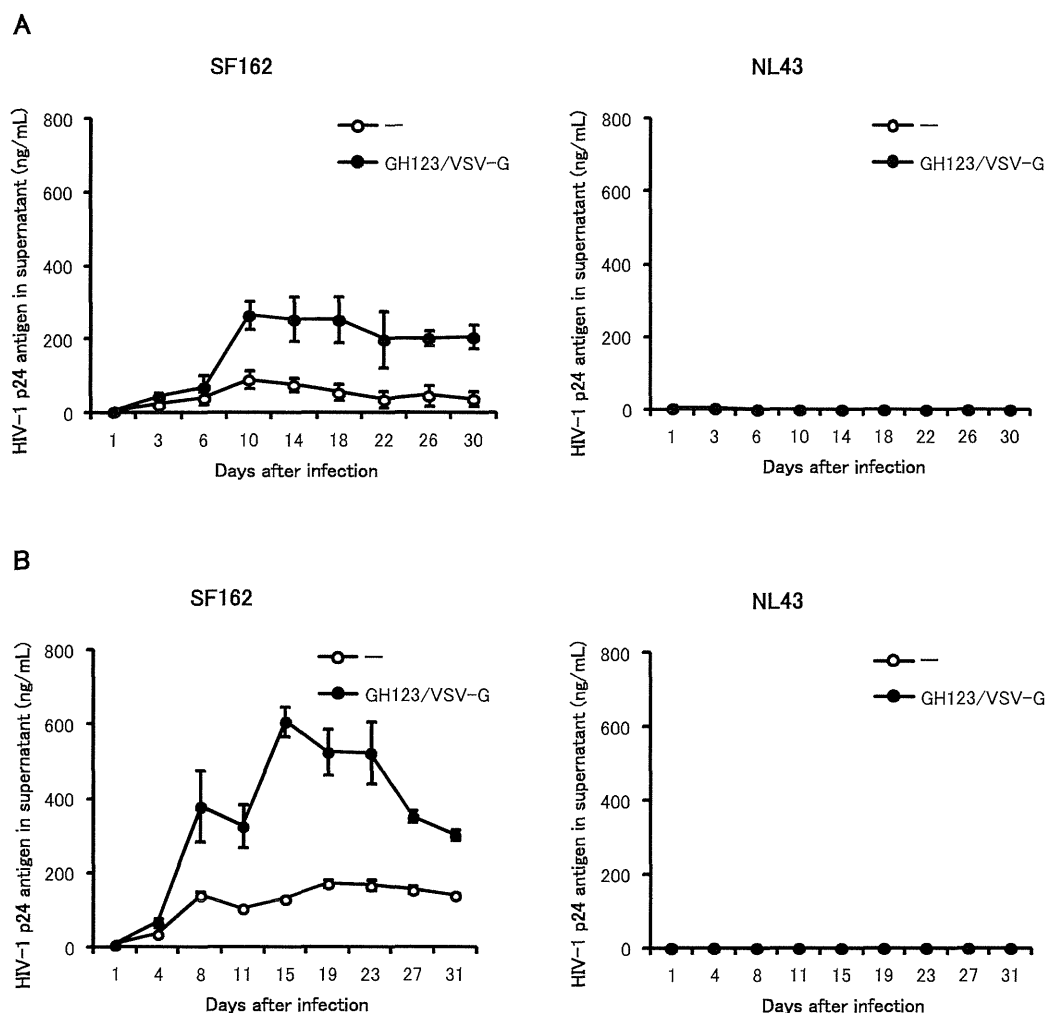 A
SF162
HIV-1 p24 antigen in supernatant (ng/mL)
800
600
400
200
0
—
GH123/VSV-G
1 3 6 10 14 18 22 26 30
Days after infection
NL43
HIV-1 p24 antigen in supernatant (ng/mL)
800
600
400
200
0
—
GH123/VSV-G
1 3 6 10 14 18 22 26 30
Days after infection
B
SF162
HIV-1 p24 antigen in supernatant (ng/mL)
800
600
400
200
0
—
GH123/VSV-G
1 4 8 11 15 19 23 27 31
Days after infection
NL43
HIV-1 p24 antigen in supernatant (ng/mL)
800
600
400
200
0
—
GH123/VSV-G
1 4 8 11 15 19 23 27 31
Days after infection